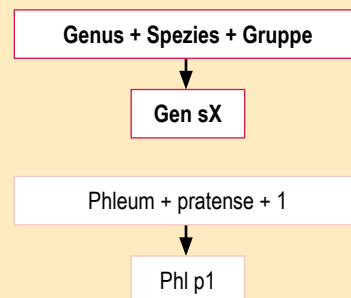 Genus + Spezies + Gruppe
Gen sX
Phleum + pratense + 1
Phl p1